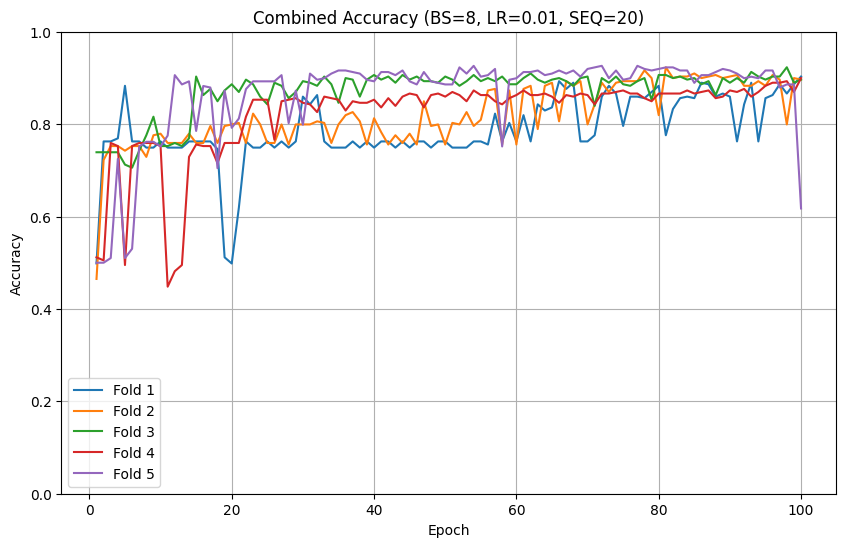 Combined Accuracy (BS=8, LR=0.01, SEQ=20)
1.0
0.8
0.6
0.4
0.2
0.0
Accuracy
Fold 1
Fold 2
Fold 3
Fold 4
Fold 5
0 20 40 60 80 100
Epoch